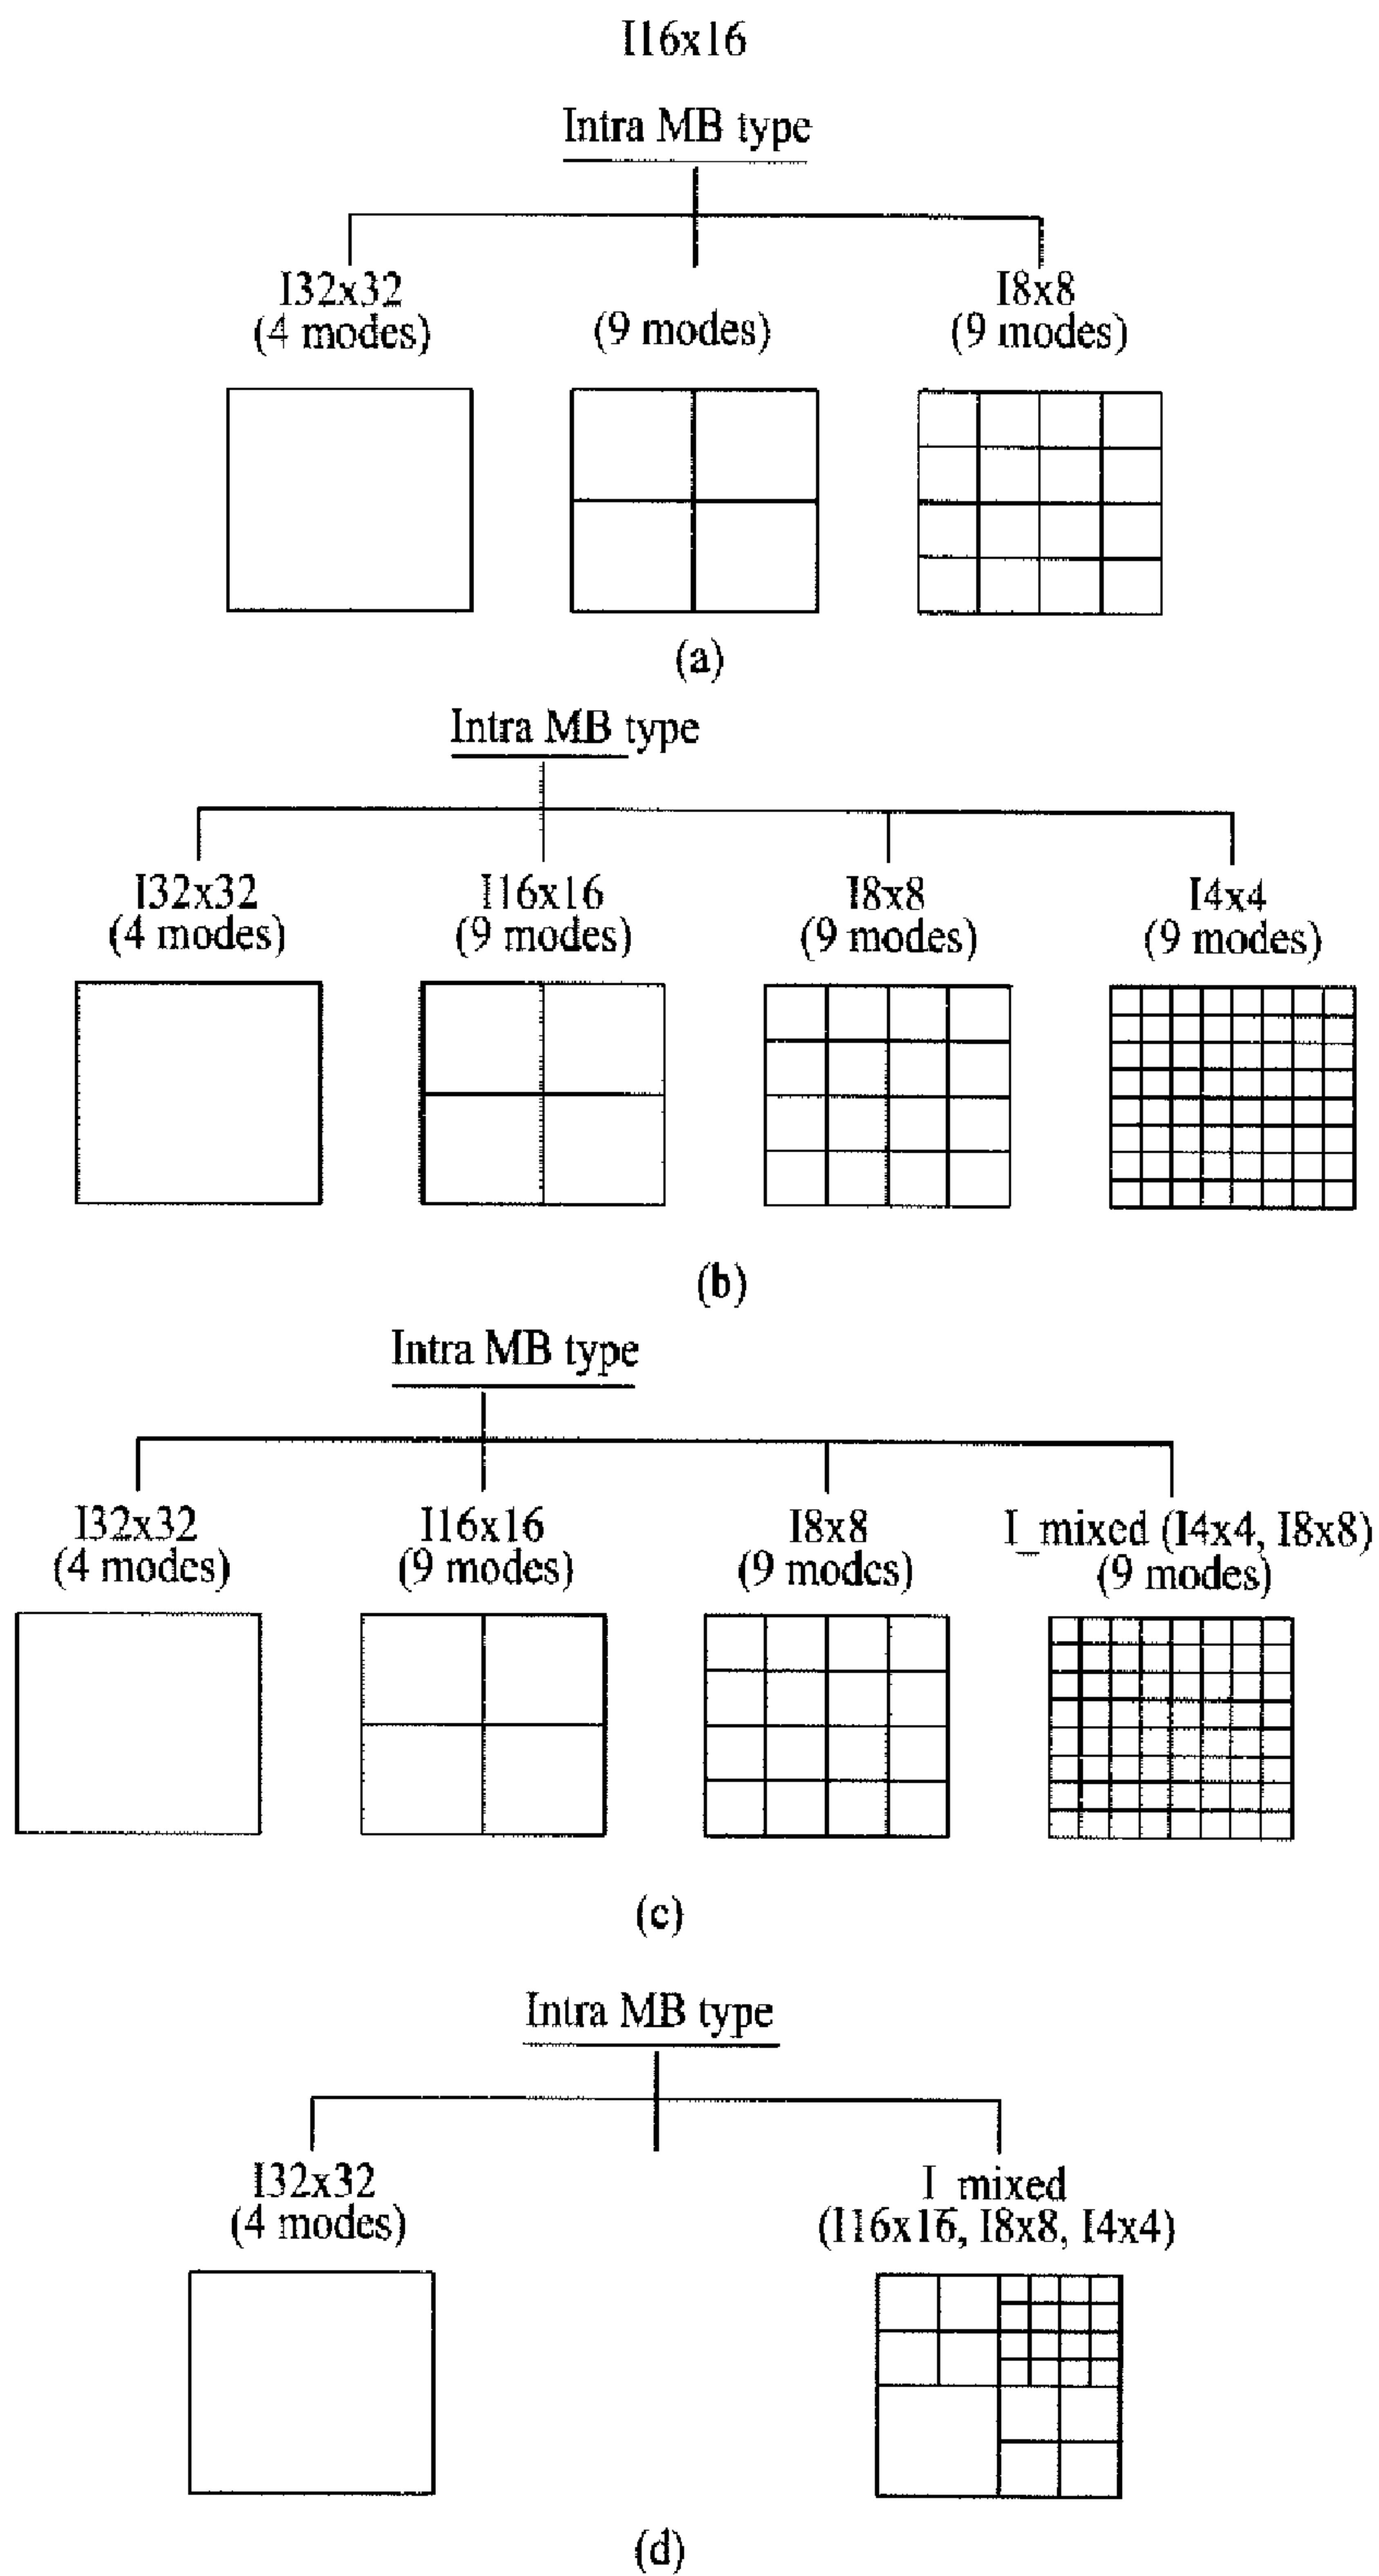 I16x16
Intra MB type
I32x32
(4 modes)
(9 modes)
I8x8
(9 modes)
(a)
Intra MB type
I32x32
(4 modes)
I16x16
(9 modes)
I8x8
(9 modes)
I4x4
(9 modes)
(b)
Intra MB type
I32x32
(4 modes)
I16x16
(9 modes)
I8x8
(9 modes)
I_mixed (I4x4, I8x8)
(9 modes)
(c)
Intra MB type
I32x32
(4 modes)
I_mixed
(I16x16, I8x8, I4x4)
(d)